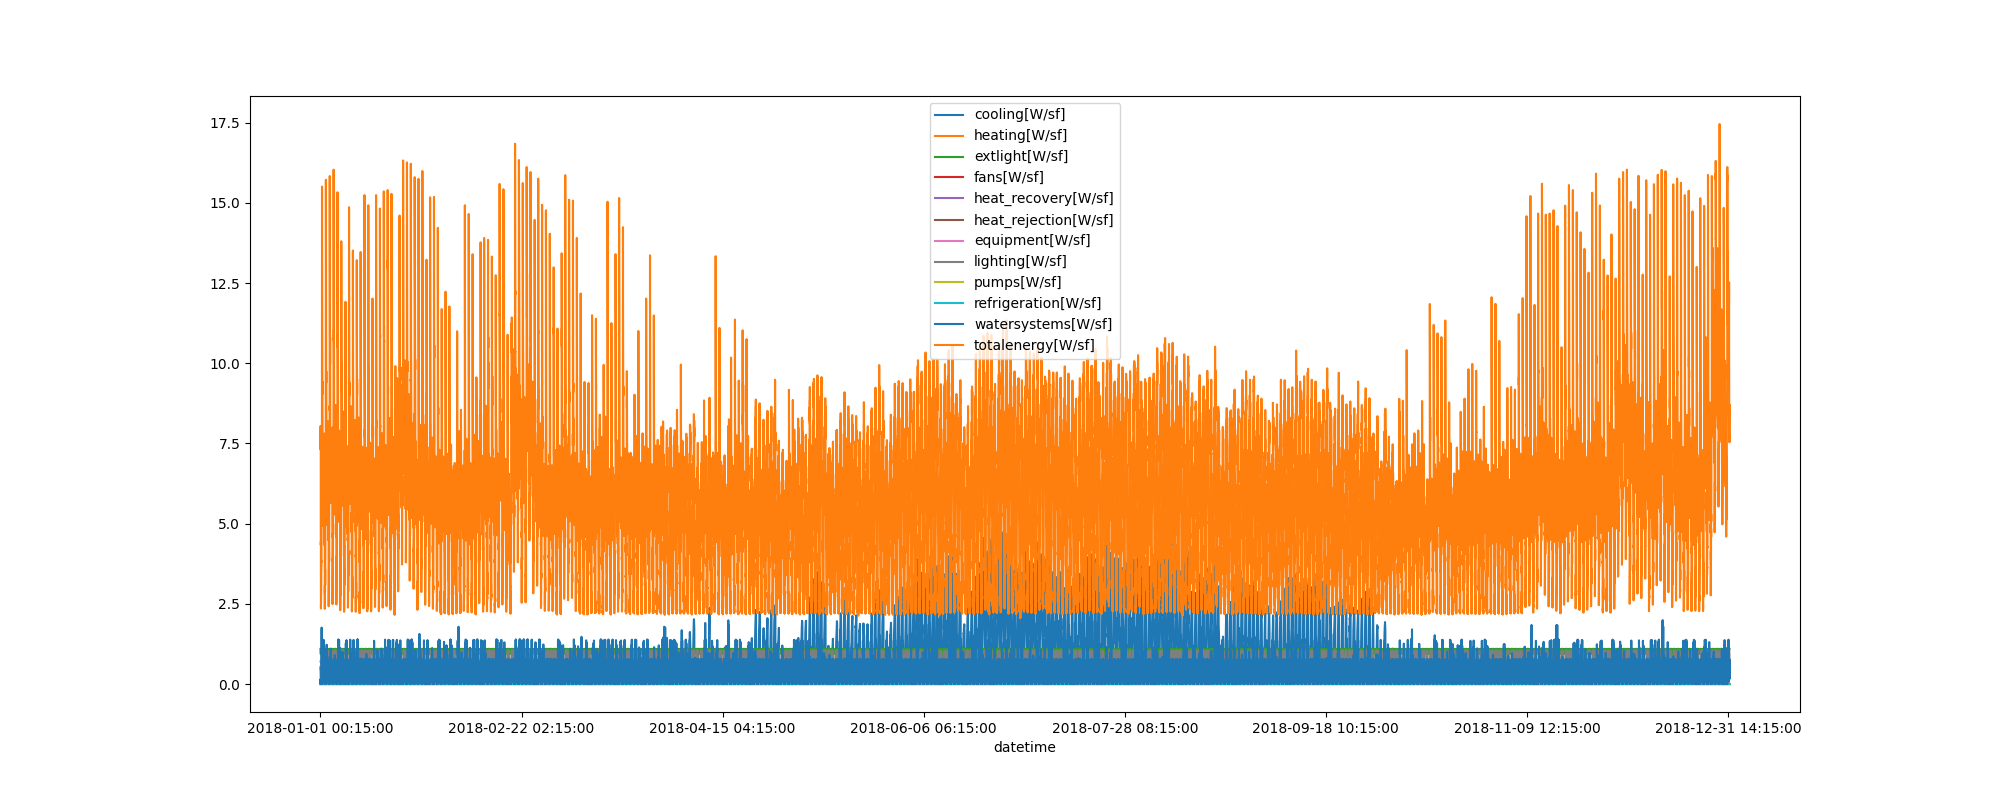 cooling[W/sf]
heating[W/sf]
extlight[W/sf]
fans[W/sf]
heat_recovery[W/sf]
heat_rejection[W/sf]
equipment[W/sf]
lighting[W/sf]
pumps[W/sf]
refrigeration[W/sf]
watersystems[W/sf]
totalenergy[W/sf]
17.5
15.0
12.5
10.0
7.5
5.0
2.5
0.0
2018-01-01 00:15:00 2018-02-22 02:15:00 2018-04-15 04:15:00 2018-06-06 06:15:00 2018-07-28 08:15:00 2018-09-18 10:15:00 2018-11-09 12:15:00 2018-12-31 14:15:00
datetime